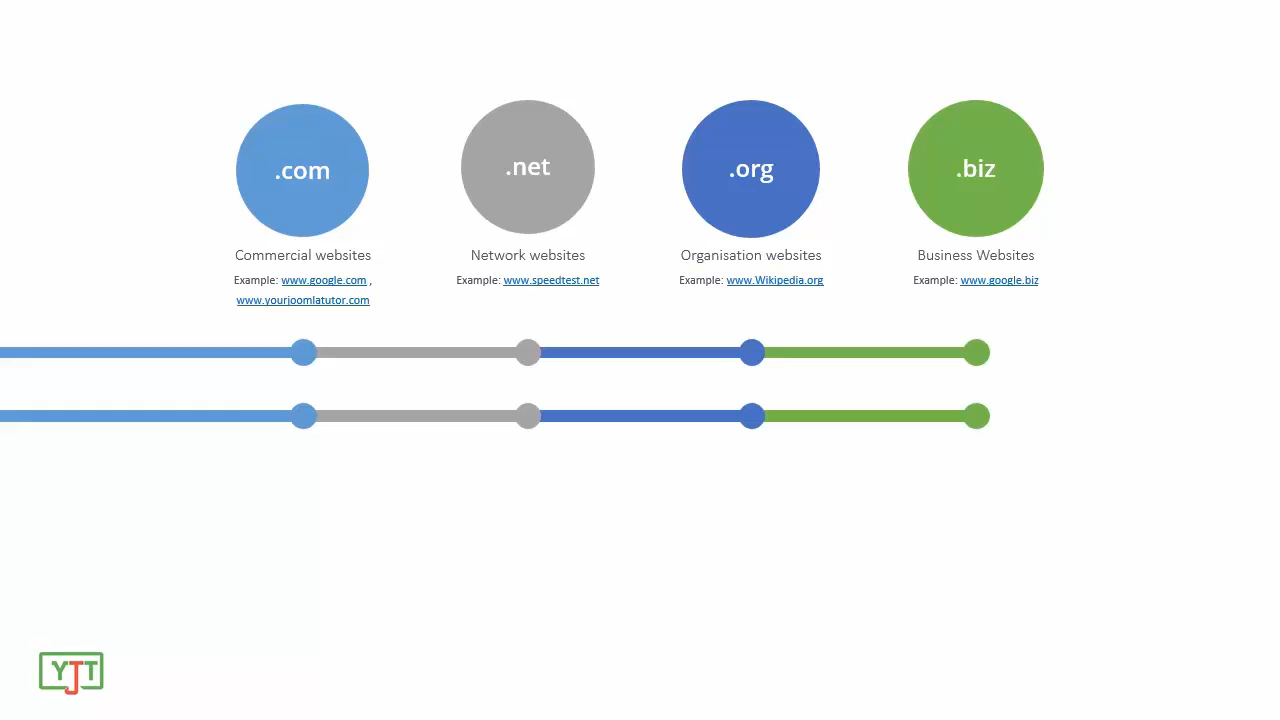 .com
.net
.org
.biz
Commercial websites
Network websites
Organisation websites
Business Websites
Example: www.google.com ,
www.yourjoomlatutor.com
Example: www.speedtest.net
Example: www.Wikipedia.org
Example: www.google.biz
YJT